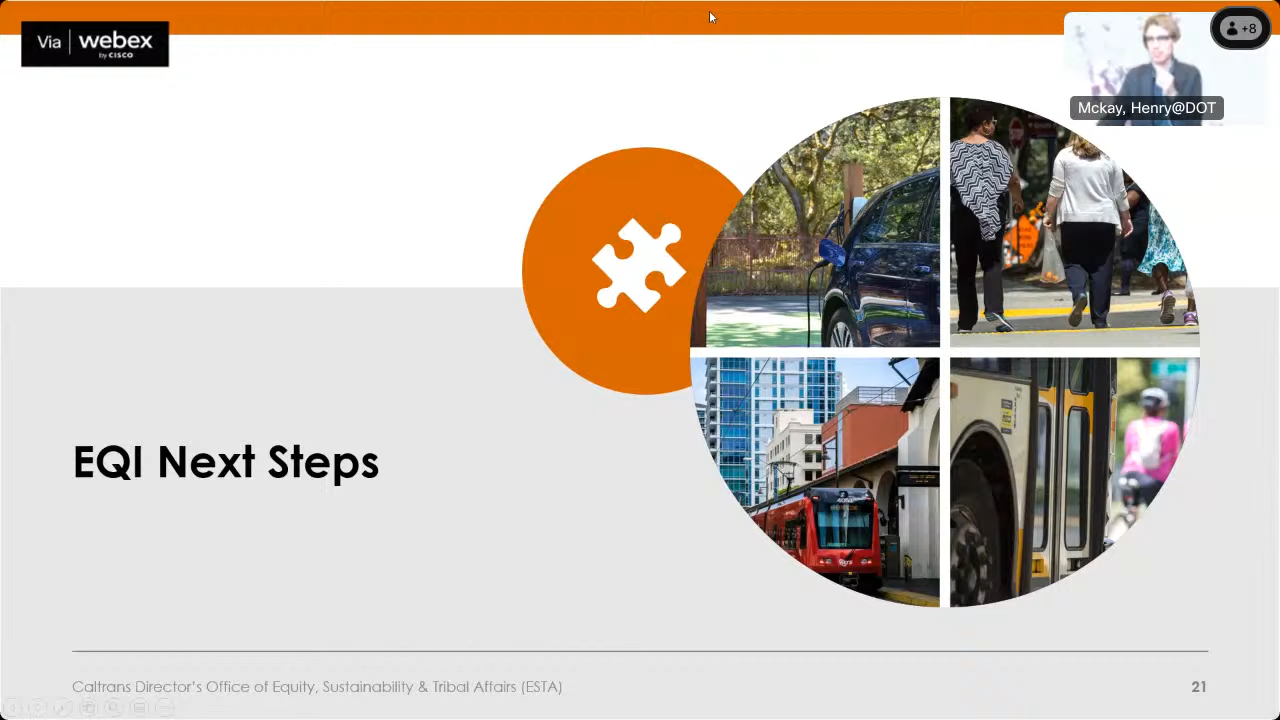 Via webex
by CISCO
+8
Mckay, Henry@DOT
EQI Next Steps
Caltrans Director's Office of Equity, Sustainability & Tribal Affairs (ESTA)
21